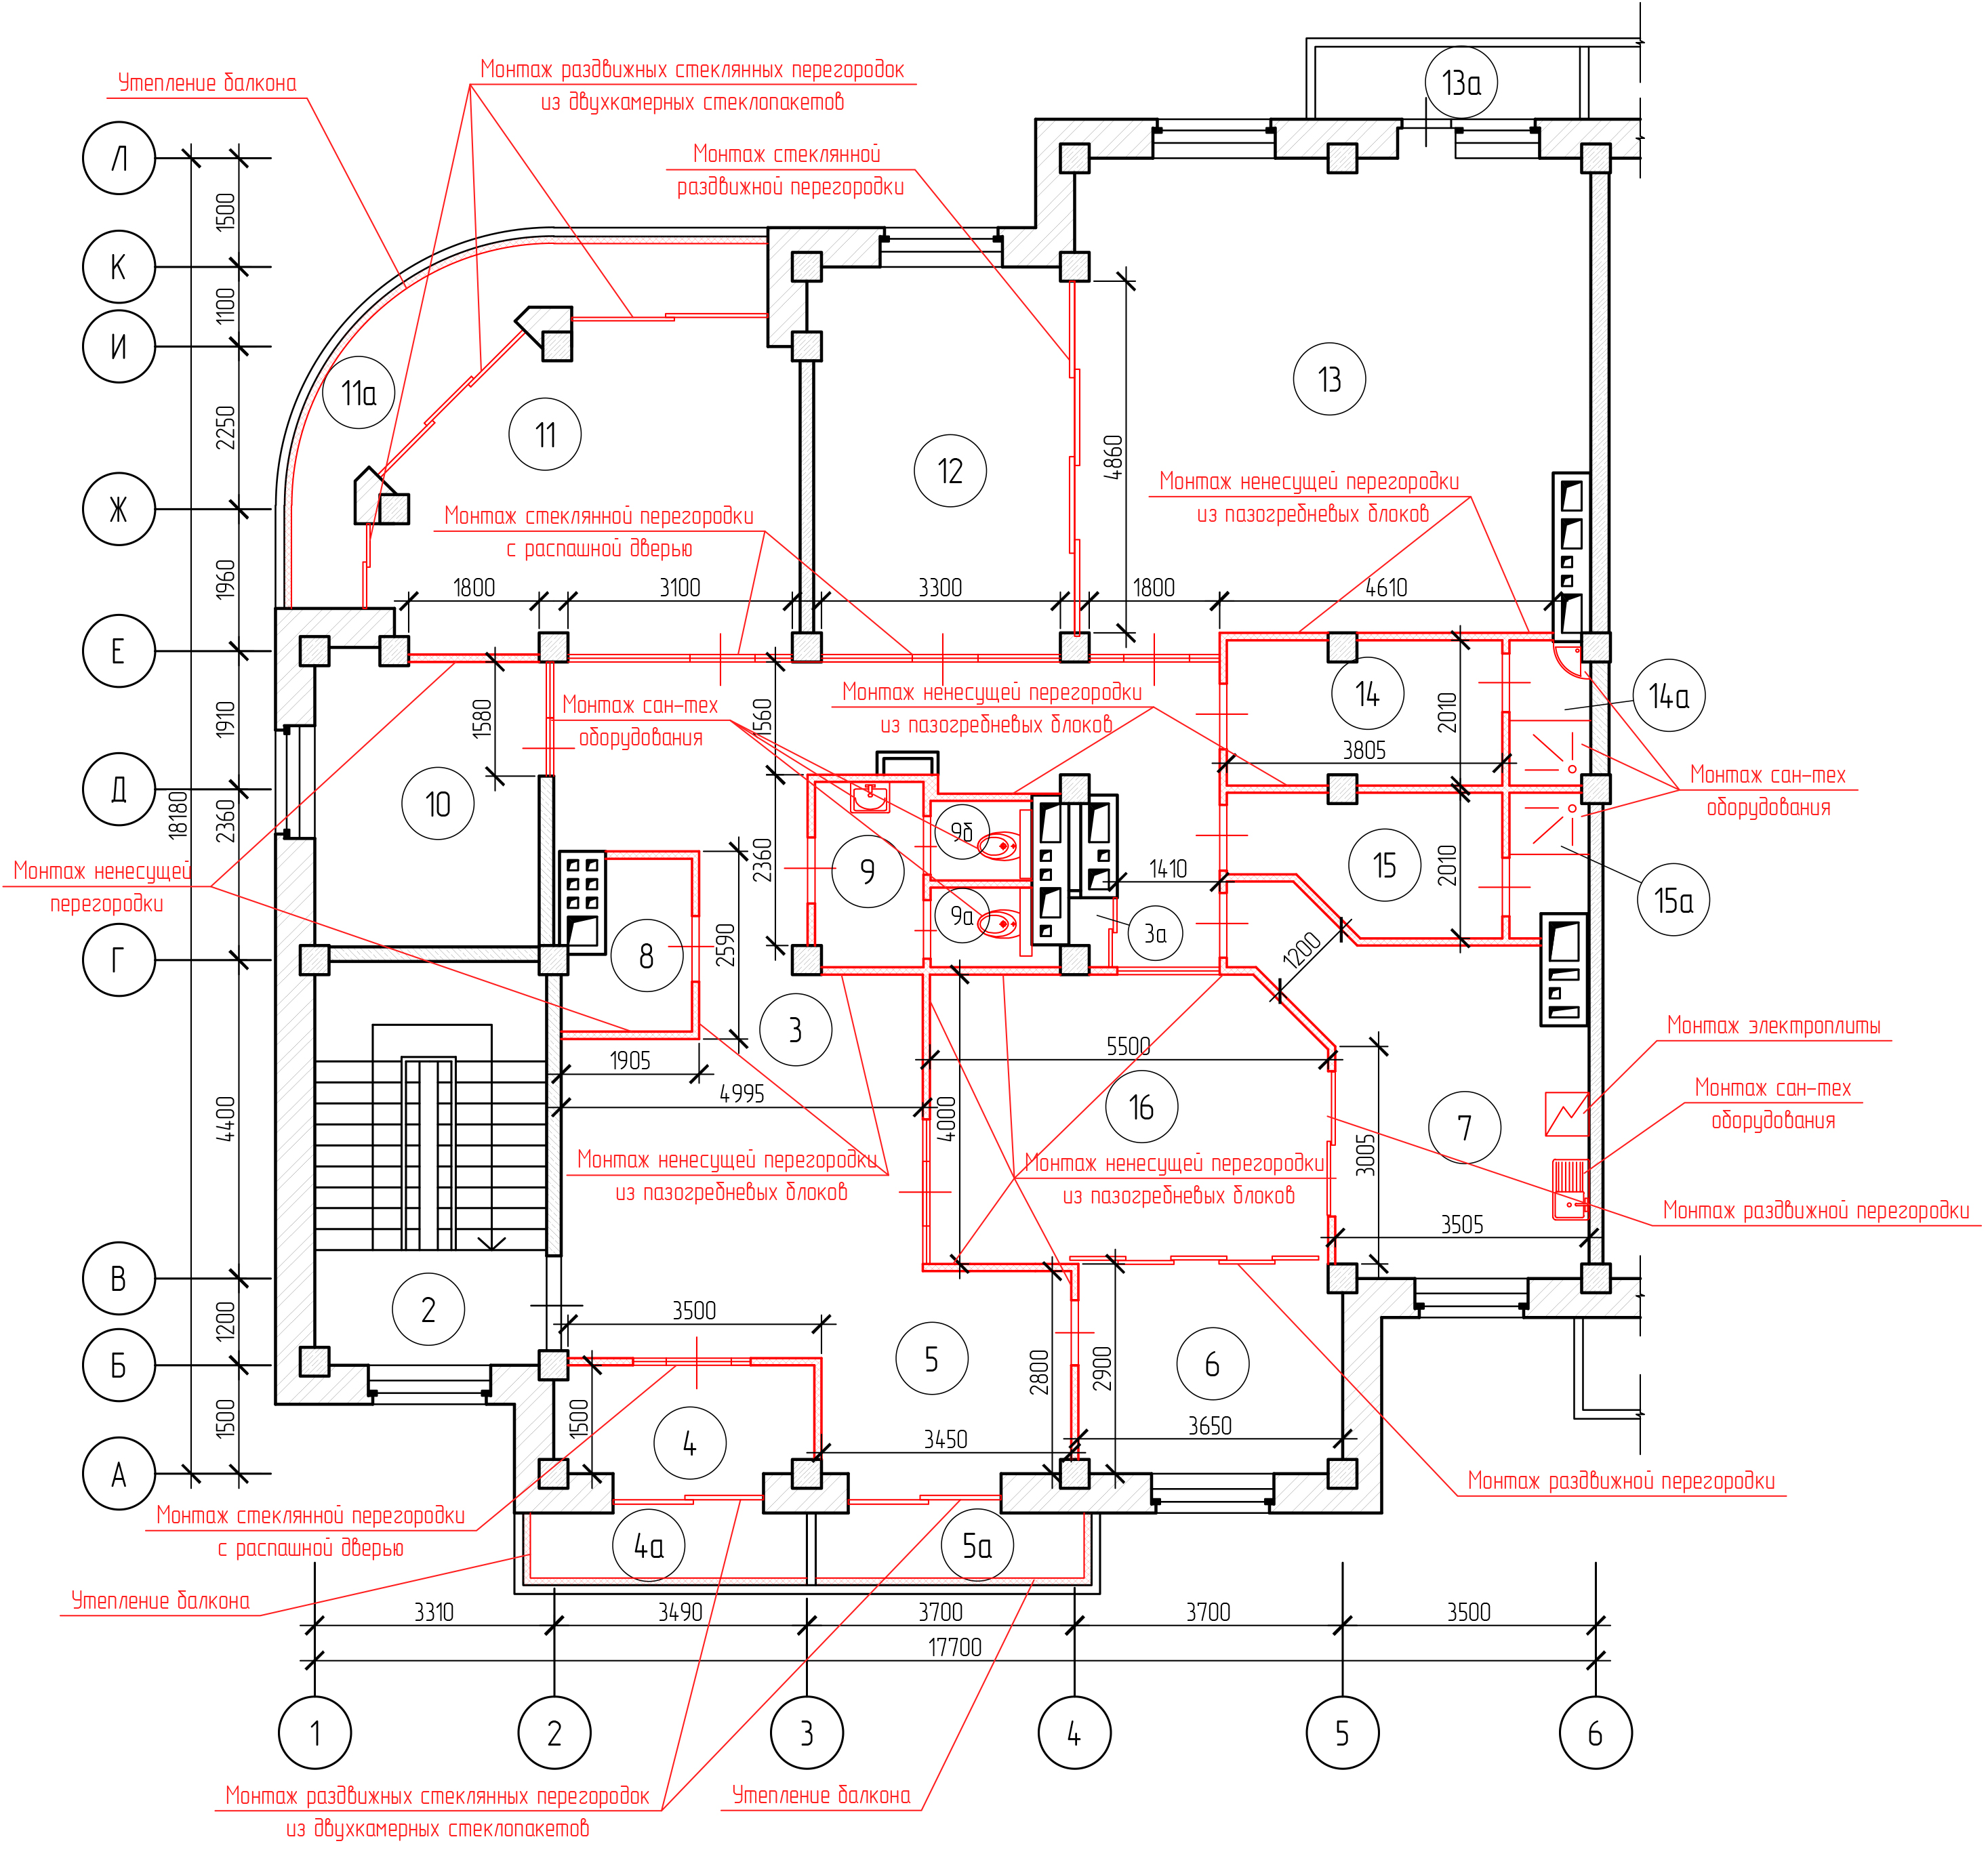 13а
Утепление балкона
Монтаж раздвижных стеклянных перегородок
из двухкамерных стеклопакетов
Монтаж стеклянной
раздвижной перегородки
Л
К
И
Ж
Е
Д
Г
В
Б
А
1500
1100
2250
1960
1910
2360
4400
1200
1500
18180
11а
11
12
13
4860
Монтаж ненесущей перегородки
из пазогребневых блоков
Монтаж стеклянной перегородки
с распашной дверью
1800
3100
3300
1800
4610
1580
Монтаж сан-тех
оборудования
1560
Монтаж ненесущей перегородки
из пазогребневых блоков
14
14а
2010
3805
Монтаж сан-тех
оборудования
10
9
9б
9а
2360
1410
15
2010
15а
Монтаж ненесущей
перегородки
8
2590
3а
1200
3
1905
4995
5500
4000
16
3005
7
Монтаж электроплиты
Монтаж сан-тех
оборудования
Монтаж ненесущей перегородки
из пазогребневых блоков
Монтаж ненесущей перегородки
из пазогребневых блоков
Монтаж раздвижной перегородки
3505
2
3500
5
2800
2900
6
1500
4
3450
3650
Монтаж раздвижной перегородки
Монтаж стеклянной перегородки
с распашной дверью
4а
5а
Утепление балкона
3310
3490
3700
3700
3500
17700
1
2
3
4
5
6
Монтаж раздвижных стеклянных перегородок
из двухкамерных стеклопакетов
Утепление балкона